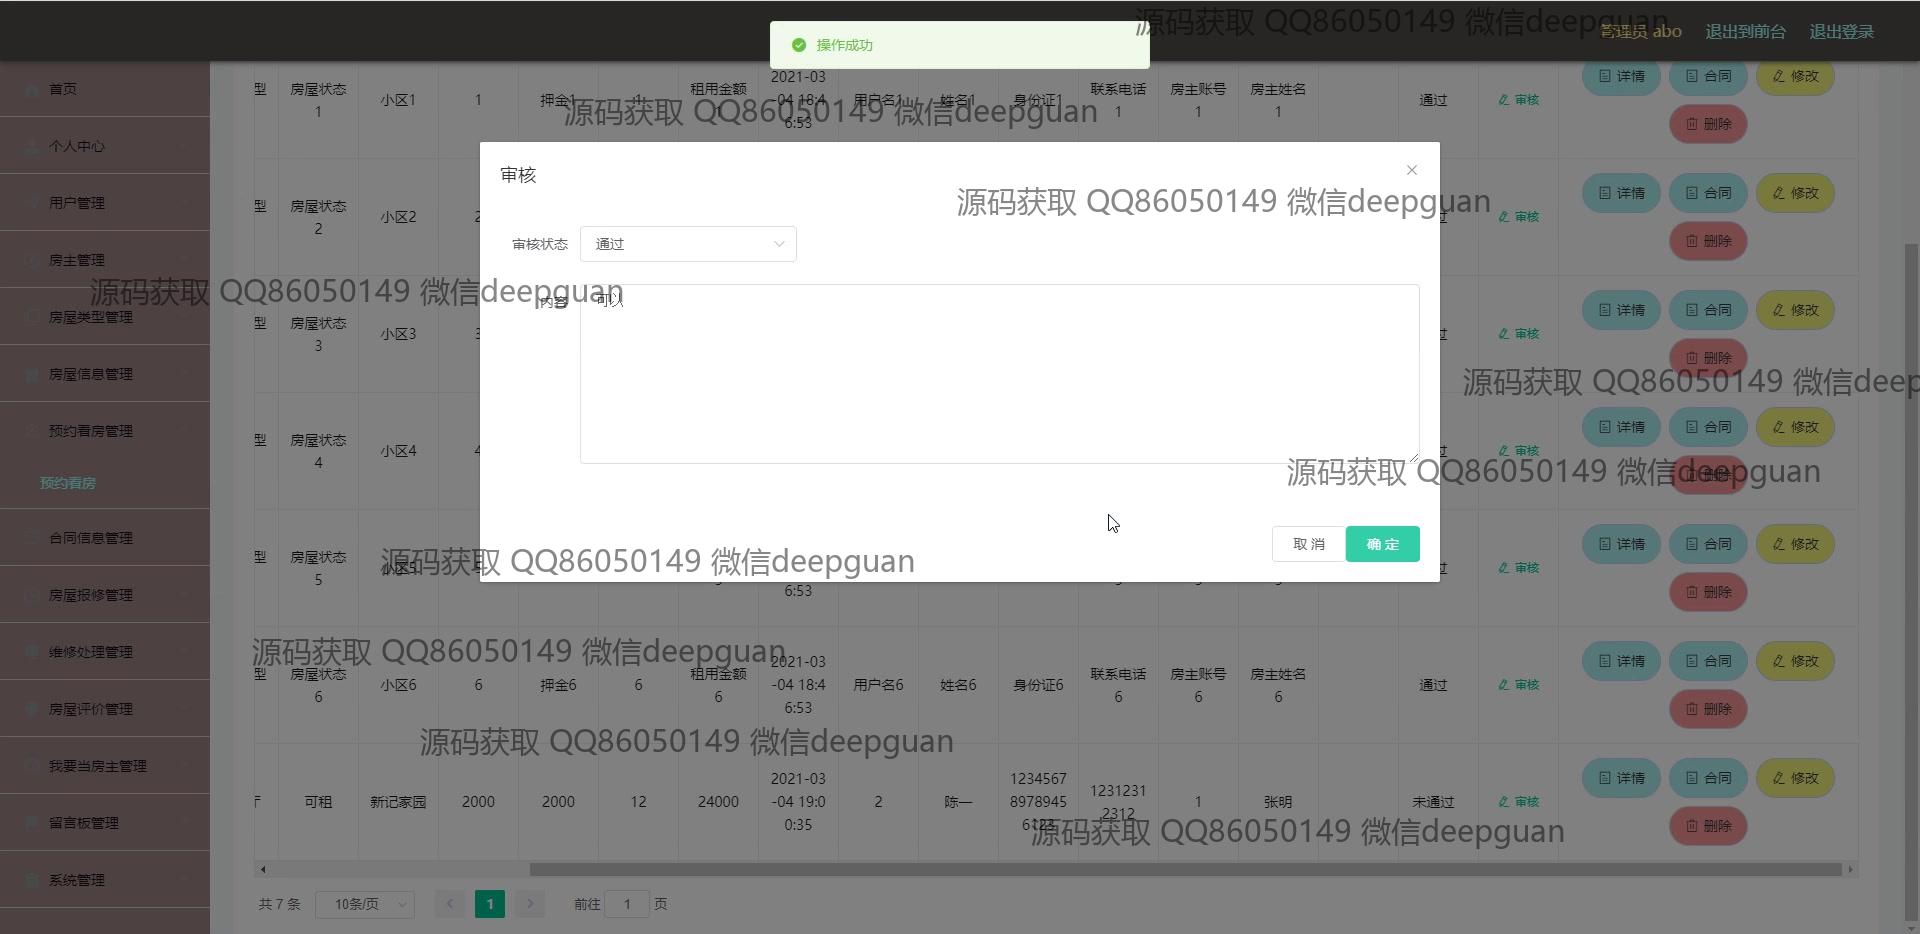 操作成功
管理员 abo 退出到前台 退出登录
源码获取 QQ86050149 微信deepguan
首页
个人中心
用户管理
房主管理
房屋类型管理
房屋信息管理
预约看房管理
预约看房
合同信息管理
房屋报修管理
维修处理管理
房屋评价管理
我要当房主管理
留言板管理
系统管理
型 房屋状态1 小区1 1 押金1 1 租用金额1 2021-03-04 18:46:53 用户名1 姓名1 身份证1 联系电话1 房主账号1 房主姓名1 通过 审核 详情 合同 修改 删除
源码获取 QQ86050149 微信deepguan
型 房屋状态2 小区2 2 审核 详情 合同 修改 删除
型 房屋状态3 小区3 3 审核 详情 合同 修改 删除
型 房屋状态4 小区4 4 审核 详情 合同 修改 删除
型 房屋状态5 小区5 6:53 审核 详情 合同 修改 删除
审核
源码获取 QQ86050149 微信deepguan
审核状态 通过
源码获取 QQ86050149 微信deepguan
内容 可以
源码获取 QQ86050149 微信deep
源码获取 QQ86050149 微信deepguan
取消 确定
源码获取 QQ86050149 微信deepguan
源码获取 QQ86050149 微信deepguan
型 房屋状态6 小区6 6 押金6 6 租用金额6 2021-03-04 18:46:53 用户名6 姓名6 身份证6 联系电话6 房主账号6 房主姓名6 通过 审核 详情 合同 修改 删除
源码获取 QQ86050149 微信deepguan
可租 新记家园 2000 2000 12 24000 2021-03-04 19:00:35 2 陈一 123456789789456123 12312312312 1 张明 未通过 审核 详情 合同 修改 删除
源码获取 QQ86050149 微信deepguan
共 7 条 10条/页 1 前往 1 页